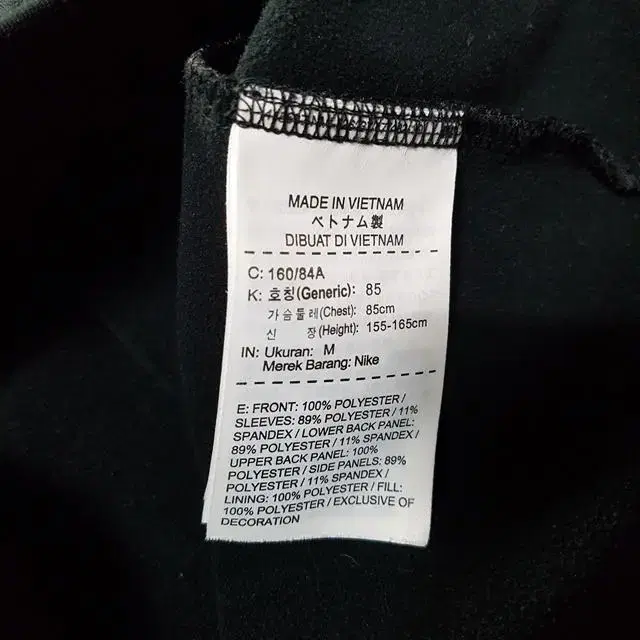 MADE IN VIETNAM
ベトナム製
DIBUAT DI VIETNAM
C: 160/84A
K: 호칭(Generic): 85
가슴둘레(Chest): 85cm
신 장(Height): 155-165cm
IN: Ukuran: M
Merek Barang: Nike
E: FRONT: 100% POLYESTER
/ SLEEVES: 89% POLYESTER / 11%
SPANDEX / LOWER BACK PANEL:
89% POLYESTER / 11% SPANDEX /
UPPER BACK PANEL: 100%
POLYESTER / SIDE PANELS: 89%
POLYESTER / 11% SPANDEX /
LINING: 100% POLYESTER / FILL:
100% POLYESTER / EXCLUSIVE OF
DECORATION